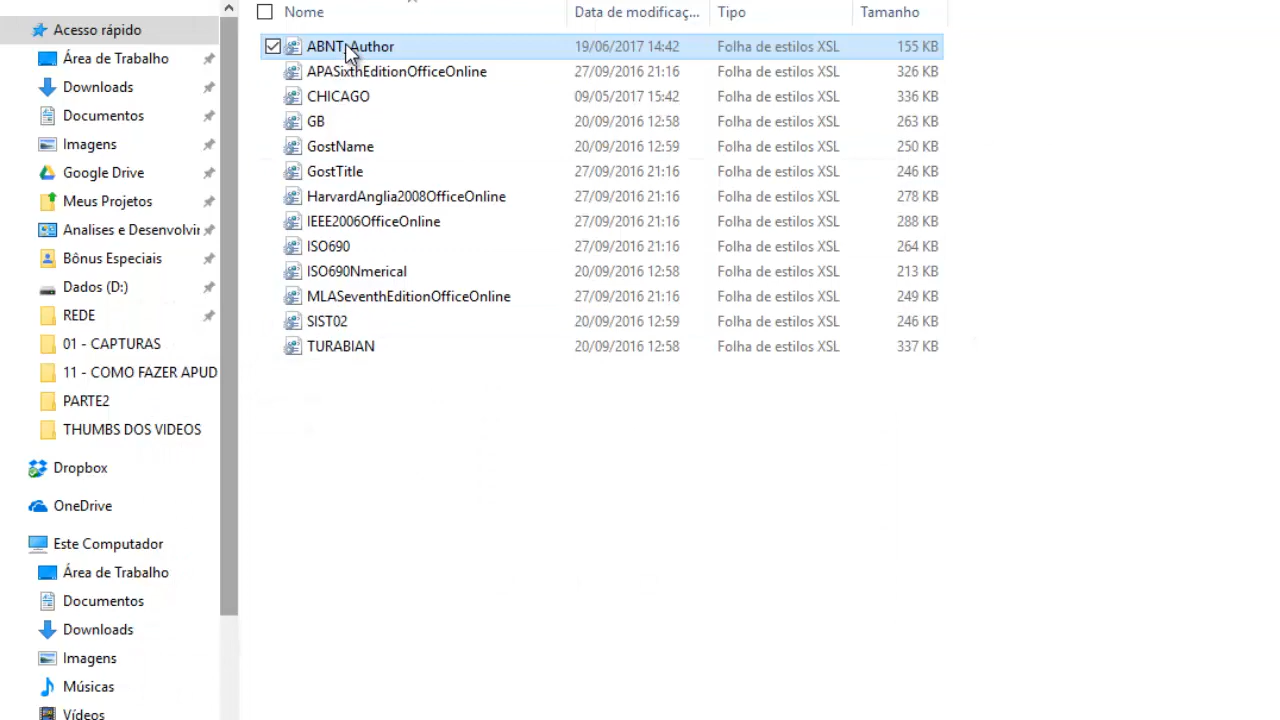 Nome Data de modificaç... Tipo Tamanho
Acesso rápido
Área de Trabalho
Downloads
Documentos
Imagens
Google Drive
Meus Projetos
Analises e Desenvolvir
Bônus Especiais
Dados (D:)
REDE
01 - CAPTURAS
11 - COMO FAZER APUD
PARTE2
THUMBS DOS VIDEOS
Dropbox
OneDrive
Este Computador
Área de Trabalho
Documentos
Downloads
Imagens
Músicas
Vídeos
ABNT_Author 19/06/2017 14:42 Folha de estilos XSL 155 KB
APASixthEditionOfficeOnline 27/09/2016 21:16 Folha de estilos XSL 326 KB
CHICAGO 09/05/2017 15:42 Folha de estilos XSL 336 KB
GB 20/09/2016 12:58 Folha de estilos XSL 263 KB
GostName 20/09/2016 12:59 Folha de estilos XSL 250 KB
GostTitle 27/09/2016 21:16 Folha de estilos XSL 246 KB
HarvardAnglia2008OfficeOnline 27/09/2016 21:16 Folha de estilos XSL 278 KB
IEEE2006OfficeOnline 27/09/2016 21:16 Folha de estilos XSL 288 KB
ISO690 27/09/2016 21:16 Folha de estilos XSL 264 KB
ISO690Nmerical 20/09/2016 12:58 Folha de estilos XSL 213 KB
MLASeventhEditionOfficeOnline 27/09/2016 21:16 Folha de estilos XSL 249 KB
SIST02 20/09/2016 12:59 Folha de estilos XSL 246 KB
TURABIAN 20/09/2016 12:58 Folha de estilos XSL 337 KB